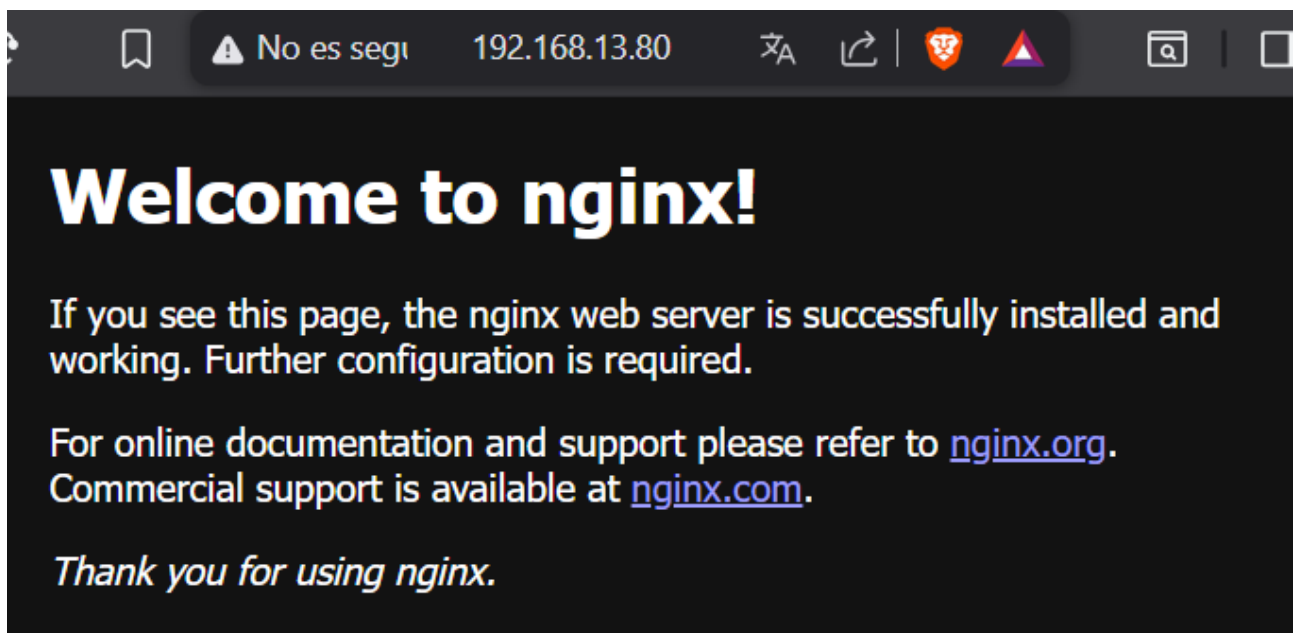 No es segu 192.168.13.80
Welcome to nginx!
If you see this page, the nginx web server is successfully installed and
working. Further configuration is required.
For online documentation and support please refer to nginx.org.
Commercial support is available at nginx.com.
Thank you for using nginx.